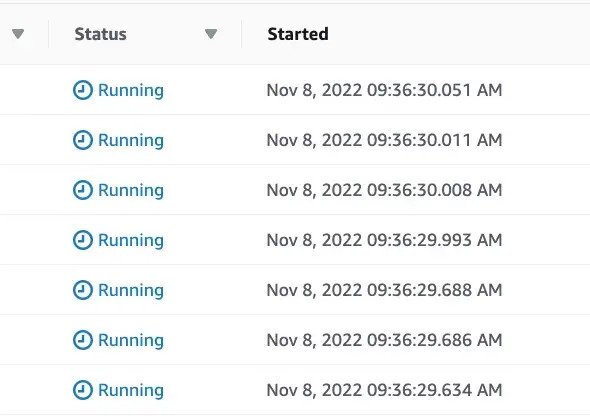 Status Started
Running Nov 8, 2022 09:36:30.051 AM
Running Nov 8, 2022 09:36:30.011 AM
Running Nov 8, 2022 09:36:30.008 AM
Running Nov 8, 2022 09:36:29.993 AM
Running Nov 8, 2022 09:36:29.688 AM
Running Nov 8, 2022 09:36:29.686 AM
Running Nov 8, 2022 09:36:29.634 AM